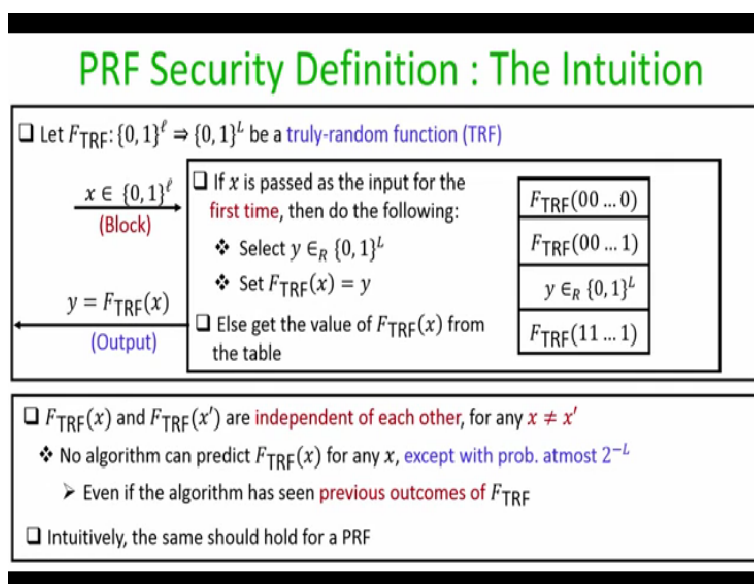 PRF Security Definition : The Intuition
❑ Let F_TRF: {0, 1}^ℓ ⇒ {0, 1}^L be a truly-random function (TRF)
x ∈ {0, 1}^ℓ
(Block)
y = F_TRF(x)
(Output)
❑ If x is passed as the input for the
first time, then do the following:
❖ Select y ∈_R {0, 1}^L
❖ Set F_TRF(x) = y
❑ Else get the value of F_TRF(x) from
the table
F_TRF(00 … 0)
F_TRF(00 … 1)
y ∈_R {0, 1}^L
F_TRF(11 … 1)
❑ F_TRF(x) and F_TRF(x′) are independent of each other, for any x ≠ x′
❖ No algorithm can predict F_TRF(x) for any x, except with prob. atmost 2^−L
➢ Even if the algorithm has seen previous outcomes of F_TRF
❑ Intuitively, the same should hold for a PRF